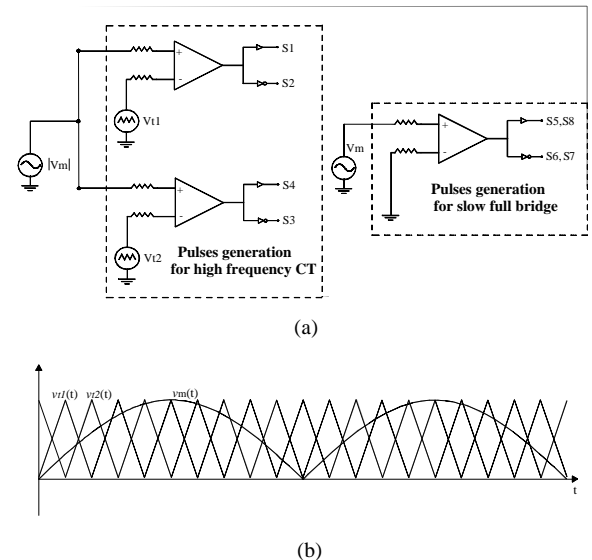 S1
S2
Vt1
|Vm|
S4
S3
Vt2
Pulses generation
for high frequency CT
Vm
S5,S8
S6,S7
Pulses generation
for slow full bridge
(a)
vt1(t) vt2(t) vm(t)
t
(b)